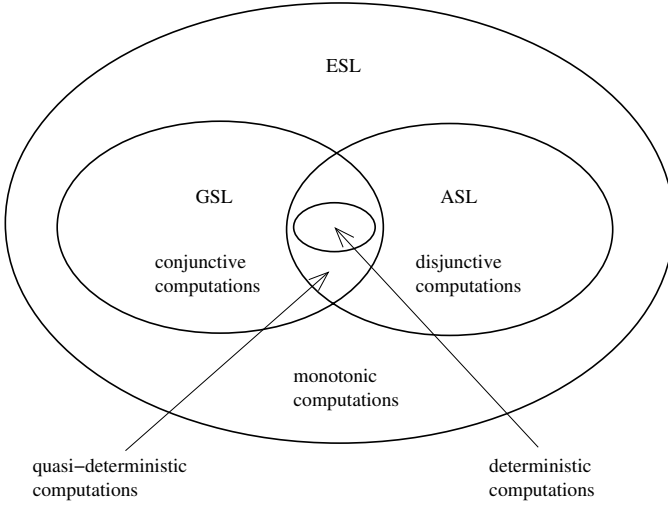 ESL
GSL
ASL
conjunctive
computations
disjunctive
computations
monotonic
computations
quasi−deterministic
computations
deterministic
computations